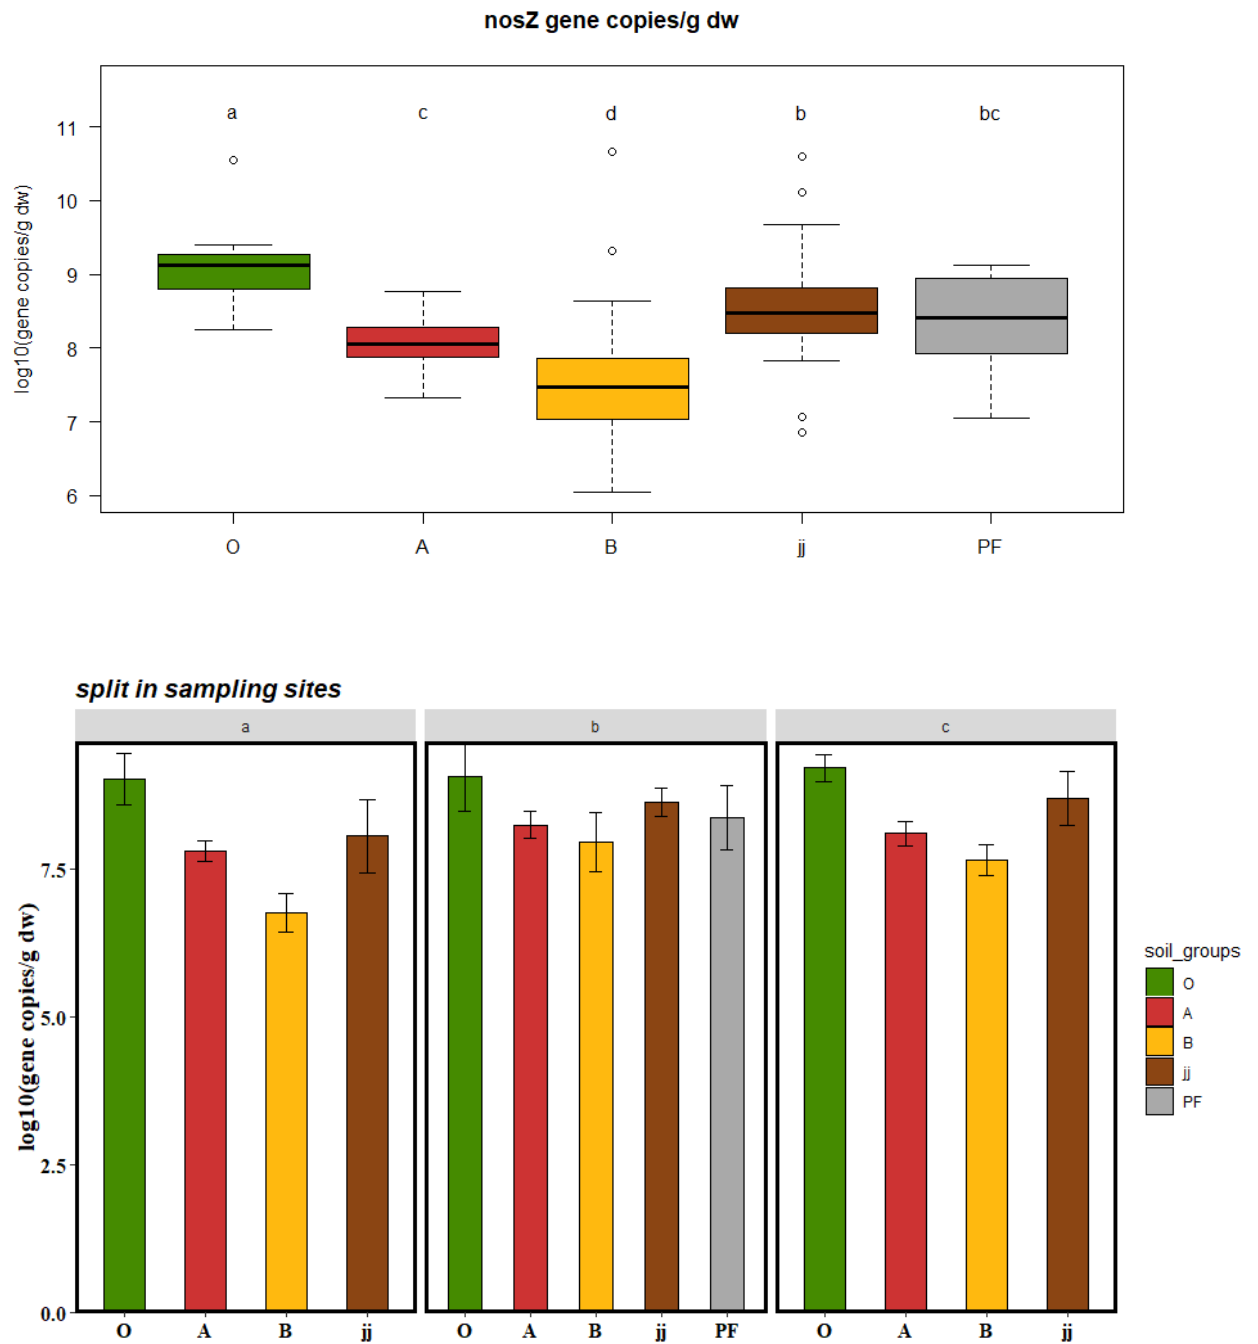 nosZ gene copies/g dw
a c d b bc
log10(gene copies/g dw)
11
10
9
8
7
6
O A B jj PF
split in sampling sites
a b c
log10(gene copies/g dw)
7.5
5.0
2.5
0.0
O A B jj O A B jj PF O A B jj
soil_groups
O
A
B
jj
PF